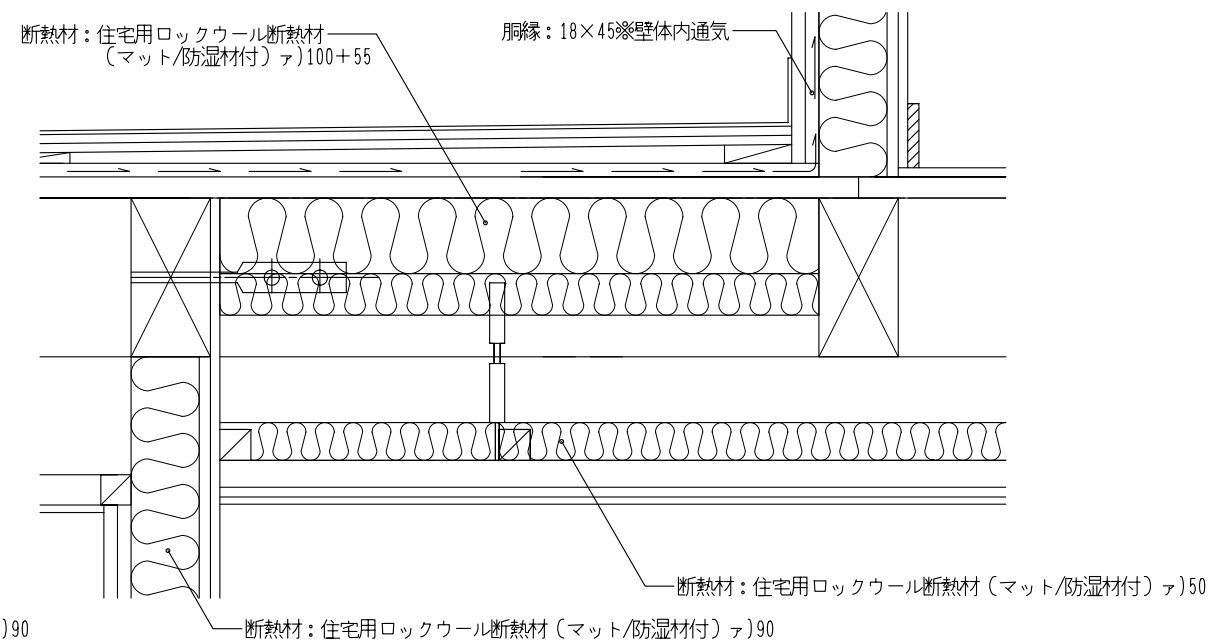 断熱材：住宅用ロックウール断熱材
（マット/防湿材付）ァ)100+55
胴縁：18×45※壁体内通気
断熱材：住宅用ロックウール断熱材（マット/防湿材付）ァ)50
)90
断熱材：住宅用ロックウール断熱材（マット/防湿材付）ァ)90